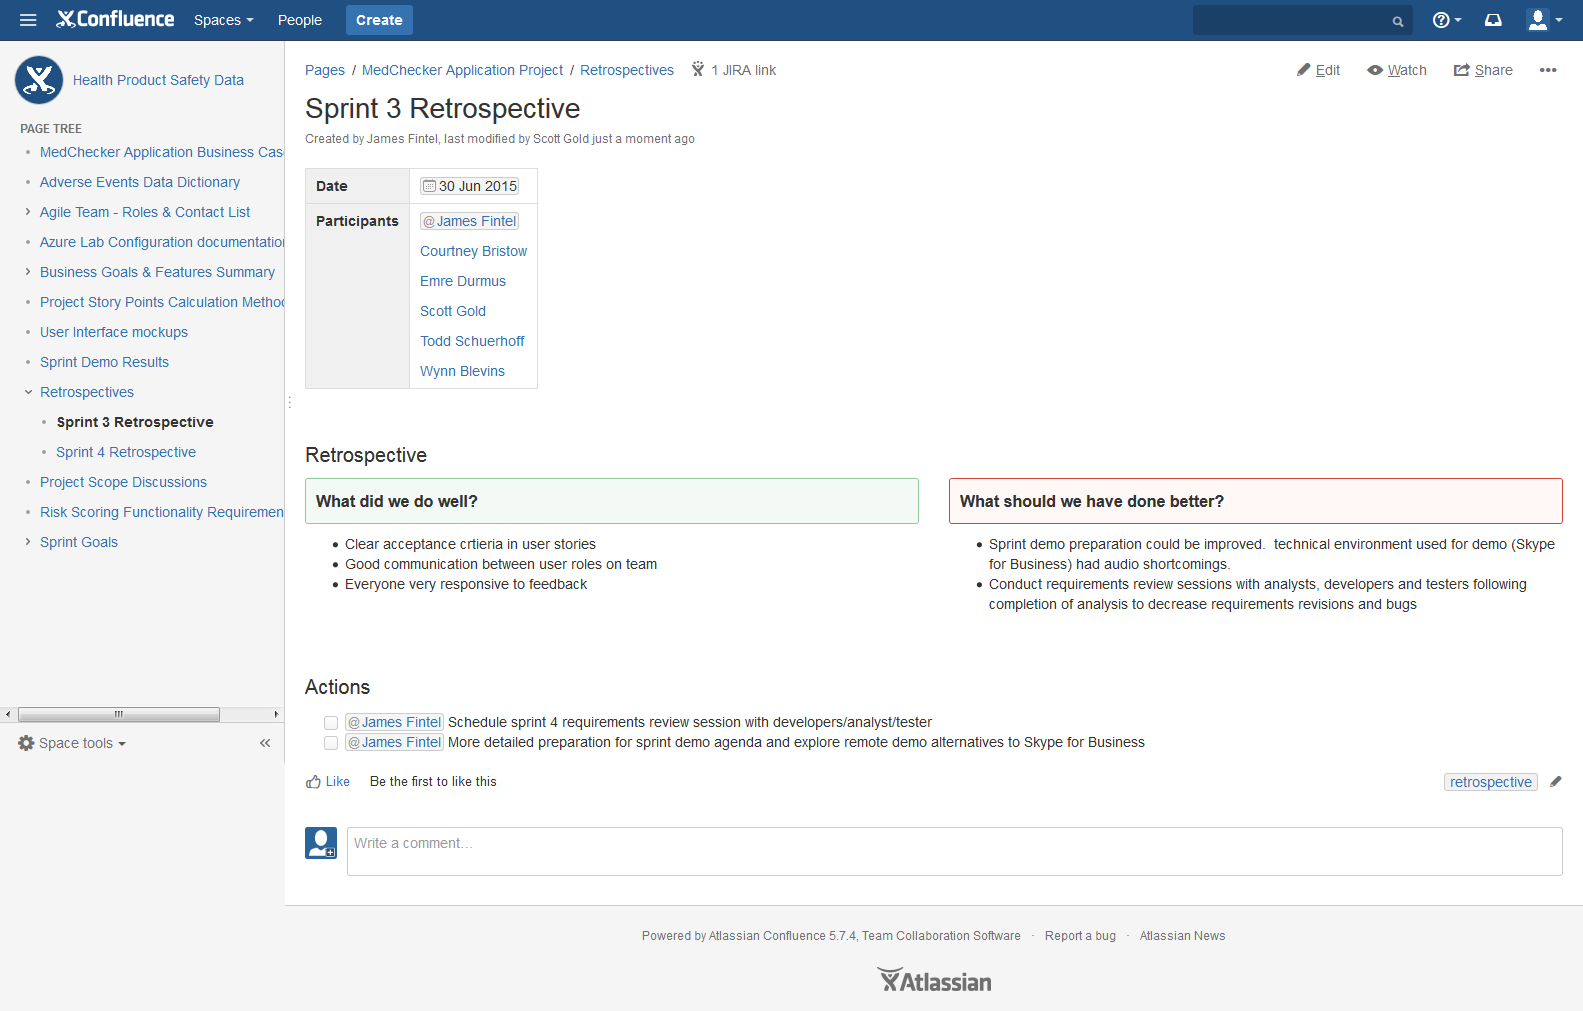 Confluence Spaces People Create
Health Product Safety Data
PAGE TREE
MedChecker Application Business Cas
Adverse Events Data Dictionary
Agile Team - Roles & Contact List
Azure Lab Configuration documentation
Business Goals & Features Summary
Project Story Points Calculation Metho
User Interface mockups
Sprint Demo Results
Retrospectives
Sprint 3 Retrospective
Sprint 4 Retrospective
Project Scope Discussions
Risk Scoring Functionality Requiremen
Sprint Goals
Space tools
Pages / MedChecker Application Project / Retrospectives 1 JIRA link
Edit Watch Share
Sprint 3 Retrospective
Created by James Fintel, last modified by Scott Gold just a moment ago
Date 30 Jun 2015
Participants @James Fintel
Courtney Bristow
Emre Durmus
Scott Gold
Todd Schuerhoff
Wynn Blevins
Retrospective
What did we do well?
Clear acceptance crtieria in user stories
Good communication between user roles on team
Everyone very responsive to feedback
What should we have done better?
Sprint demo preparation could be improved. technical environment used for demo (Skype
for Business) had audio shortcomings.
Conduct requirements review sessions with analysts, developers and testers following
completion of analysis to decrease requirements revisions and bugs
Actions
@James Fintel Schedule sprint 4 requirements review session with developers/analyst/tester
@James Fintel More detailed preparation for sprint demo agenda and explore remote demo alternatives to Skype for Business
Like Be the first to like this
retrospective
Write a comment…
Powered by Atlassian Confluence 5.7.4, Team Collaboration Software · Report a bug · Atlassian News
Atlassian